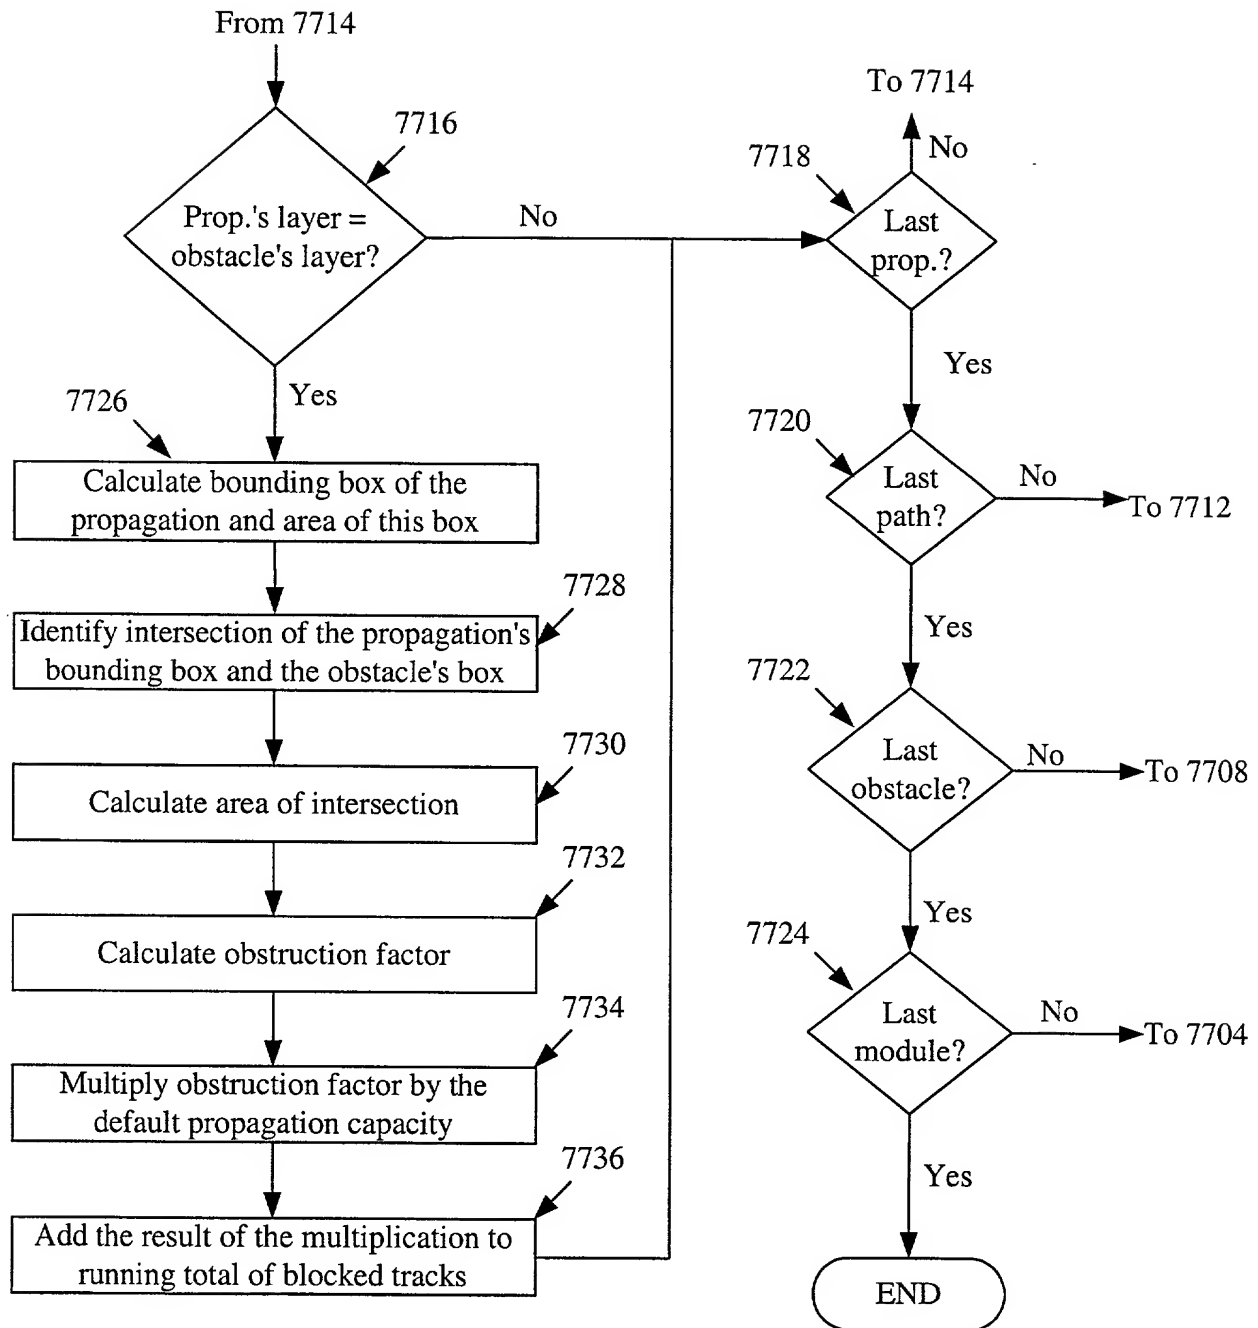 From 7714
7716
Prop.'s layer =
obstacle's layer?
No
Yes
7726
Calculate bounding box of the
propagation and area of this box
7728
Identify intersection of the propagation's
bounding box and the obstacle's box
7730
Calculate area of intersection
7732
Calculate obstruction factor
7734
Multiply obstruction factor by the
default propagation capacity
7736
Add the result of the multiplication to
running total of blocked tracks
To 7714
No
7718
Last
prop.?
Yes
7720
Last
path?
No
To 7712
Yes
7722
Last
obstacle?
No
To 7708
Yes
7724
Last
module?
No
To 7704
Yes
END